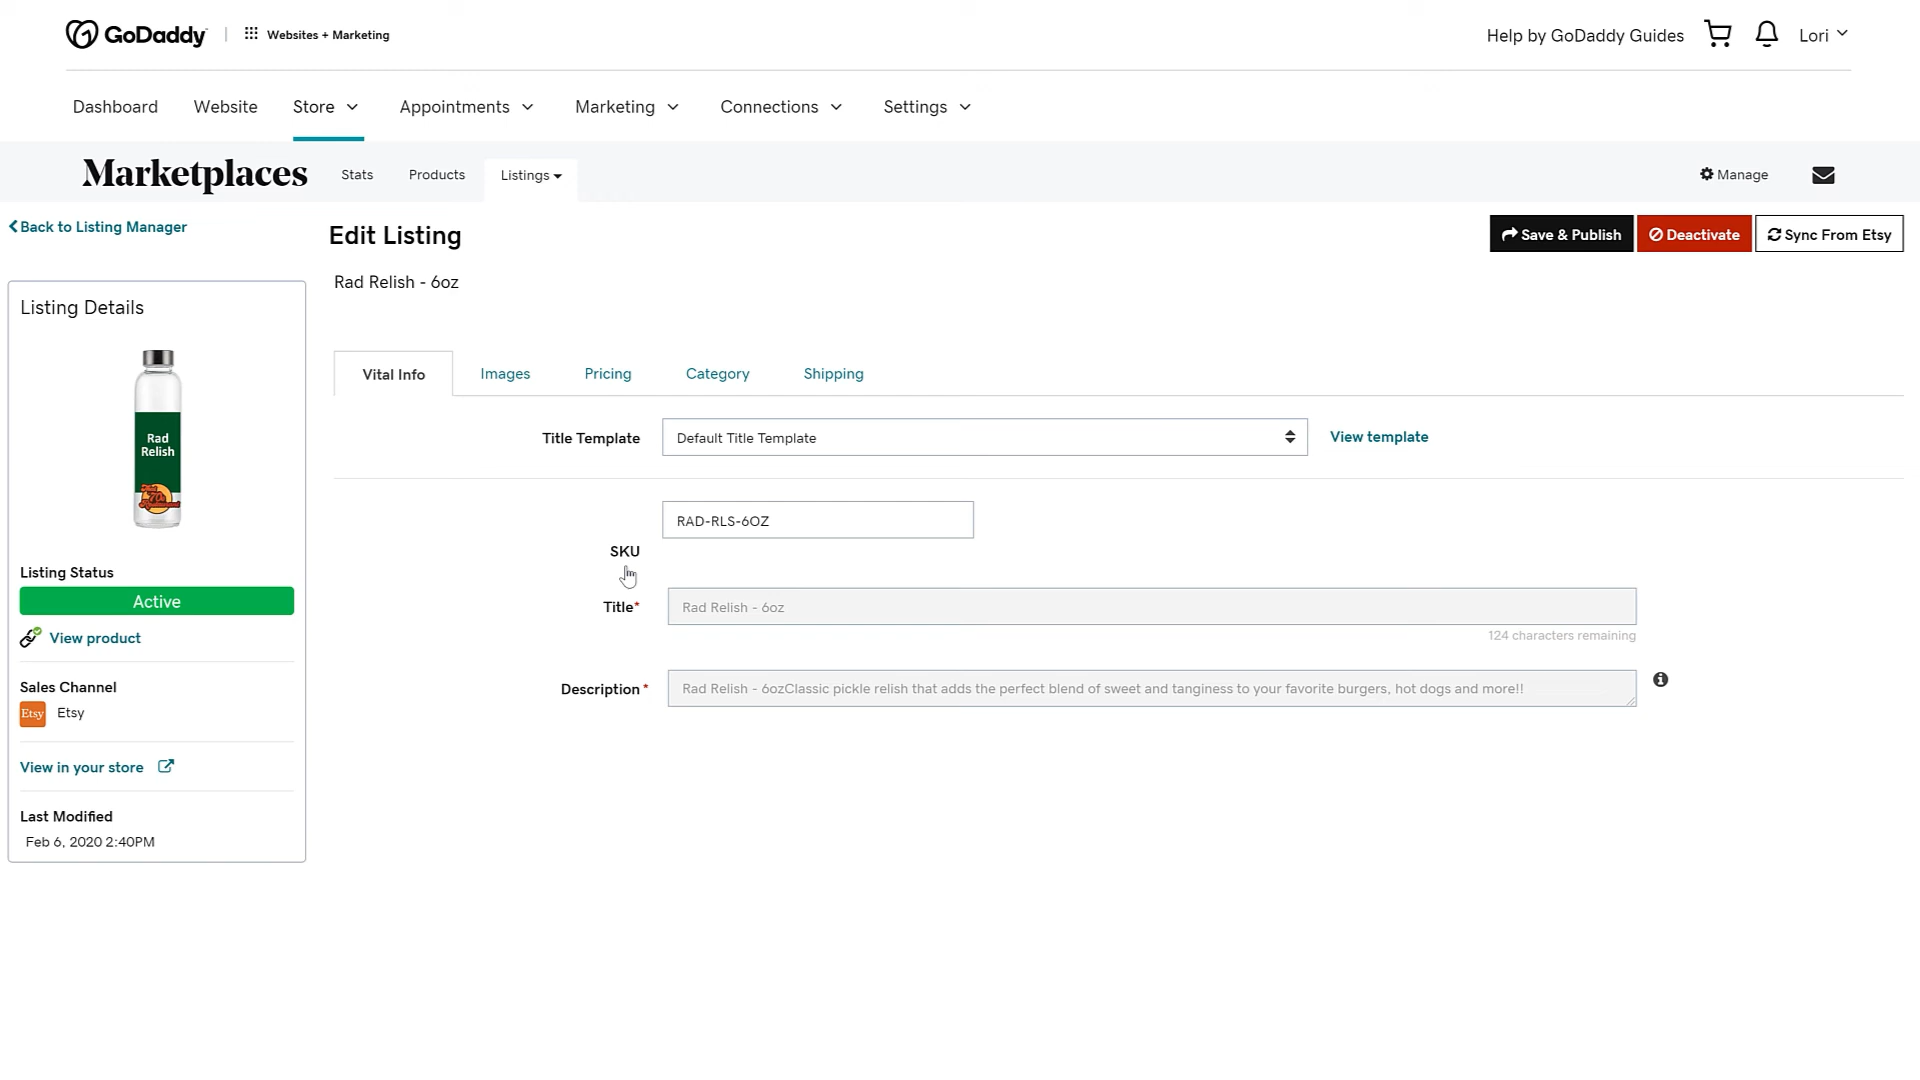 GoDaddy Websites + Marketing Help by GoDaddy Guides Lori
Dashboard Website Store Appointments Marketing Connections Settings
Marketplaces Stats Products Listings Manage
Back to Listing Manager
Edit Listing
Save & Publish Deactivate Sync From Etsy
Rad Relish - 6oz
Listing Details
Rad
Relish
Vital Info Images Pricing Category Shipping
Title Template Default Title Template View template
RAD-RLS-6OZ
SKU
Title* Rad Relish - 6oz
124 characters remaining
Description* Rad Relish - 6ozClassic pickle relish that adds the perfect blend of sweet and tanginess to your favorite burgers, hot dogs and more!!
Listing Status
Active
View product
Sales Channel
Etsy Etsy
View in your store
Last Modified
Feb 6, 2020 2:40PM